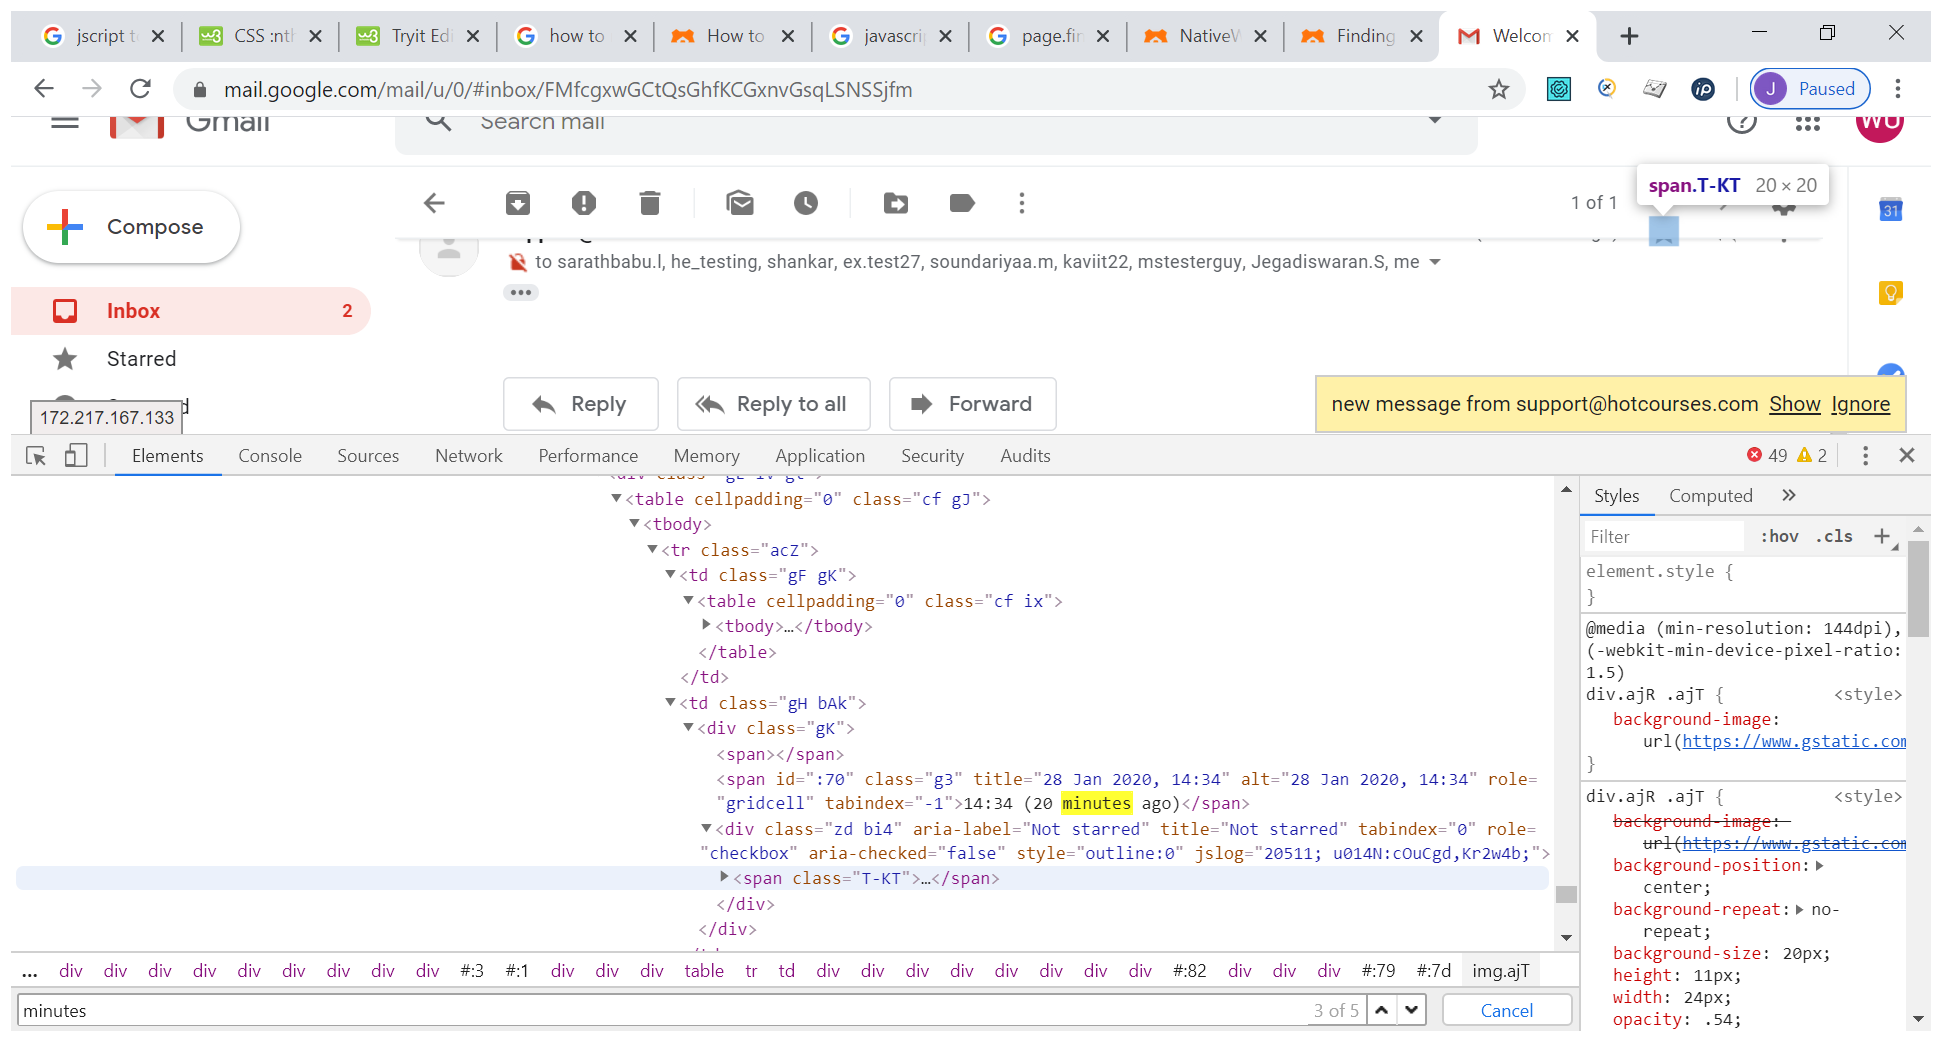 jscript t
CSS :nth
Tryit Edi
how to
How to
javascrip
page.fin
NativeW
Finding
Welcom
mail.google.com/mail/u/0/#inbox/FMfcgxwGCtQsGhfKCGxnvGsqLSNSSjfm
J Paused
Gmail
Search mail
WU
span.T-KT 20 × 20
Compose
1 of 1
31
to sarathbabu.l, he_testing, shankar, ex.test27, soundariyaa.m, kaviit22, mstesterguy, Jegadiswaran.S, me
Inbox 2
Starred
172.217.167.133
Reply
Reply to all
Forward
new message from support@hotcourses.com Show Ignore
Elements Console Sources Network Performance Memory Application Security Audits 49 2
<table cellpadding="0" class="cf gJ">
<tbody>
<tr class="acZ">
<td class="gF gK">
<table cellpadding="0" class="cf ix">
<tbody>…</tbody>
</table>
</td>
<td class="gH bAk">
<div class="gK">
<span></span>
<span id=":70" class="g3" title="28 Jan 2020, 14:34" alt="28 Jan 2020, 14:34" role=
"gridcell" tabindex="-1">14:34 (20 minutes ago)</span>
<div class="zd bi4" aria-label="Not starred" title="Not starred" tabindex="0" role=
"checkbox" aria-checked="false" style="outline:0" jslog="20511; u014N:cOuCgd,Kr2w4b;">
<span class="T-KT">…</span>
</div>
</div>
... div div div div div div div div div #:3 #:1 div div div table tr td div div div div div div div div #:82 div div div #:79 #:7d img.ajT
minutes 3 of 5 Cancel
Styles Computed »
Filter :hov .cls +
element.style {
}
@media (min-resolution: 144dpi),
(-webkit-min-device-pixel-ratio:
1.5)
div.ajR .ajT { <style>
background-image:
url(https://www.gstatic.com
}
div.ajR .ajT { <style>
background-image:
url(https://www.gstatic.com
background-position:
center;
background-repeat: no-
repeat;
background-size: 20px;
height: 11px;
width: 24px;
opacity: .54;